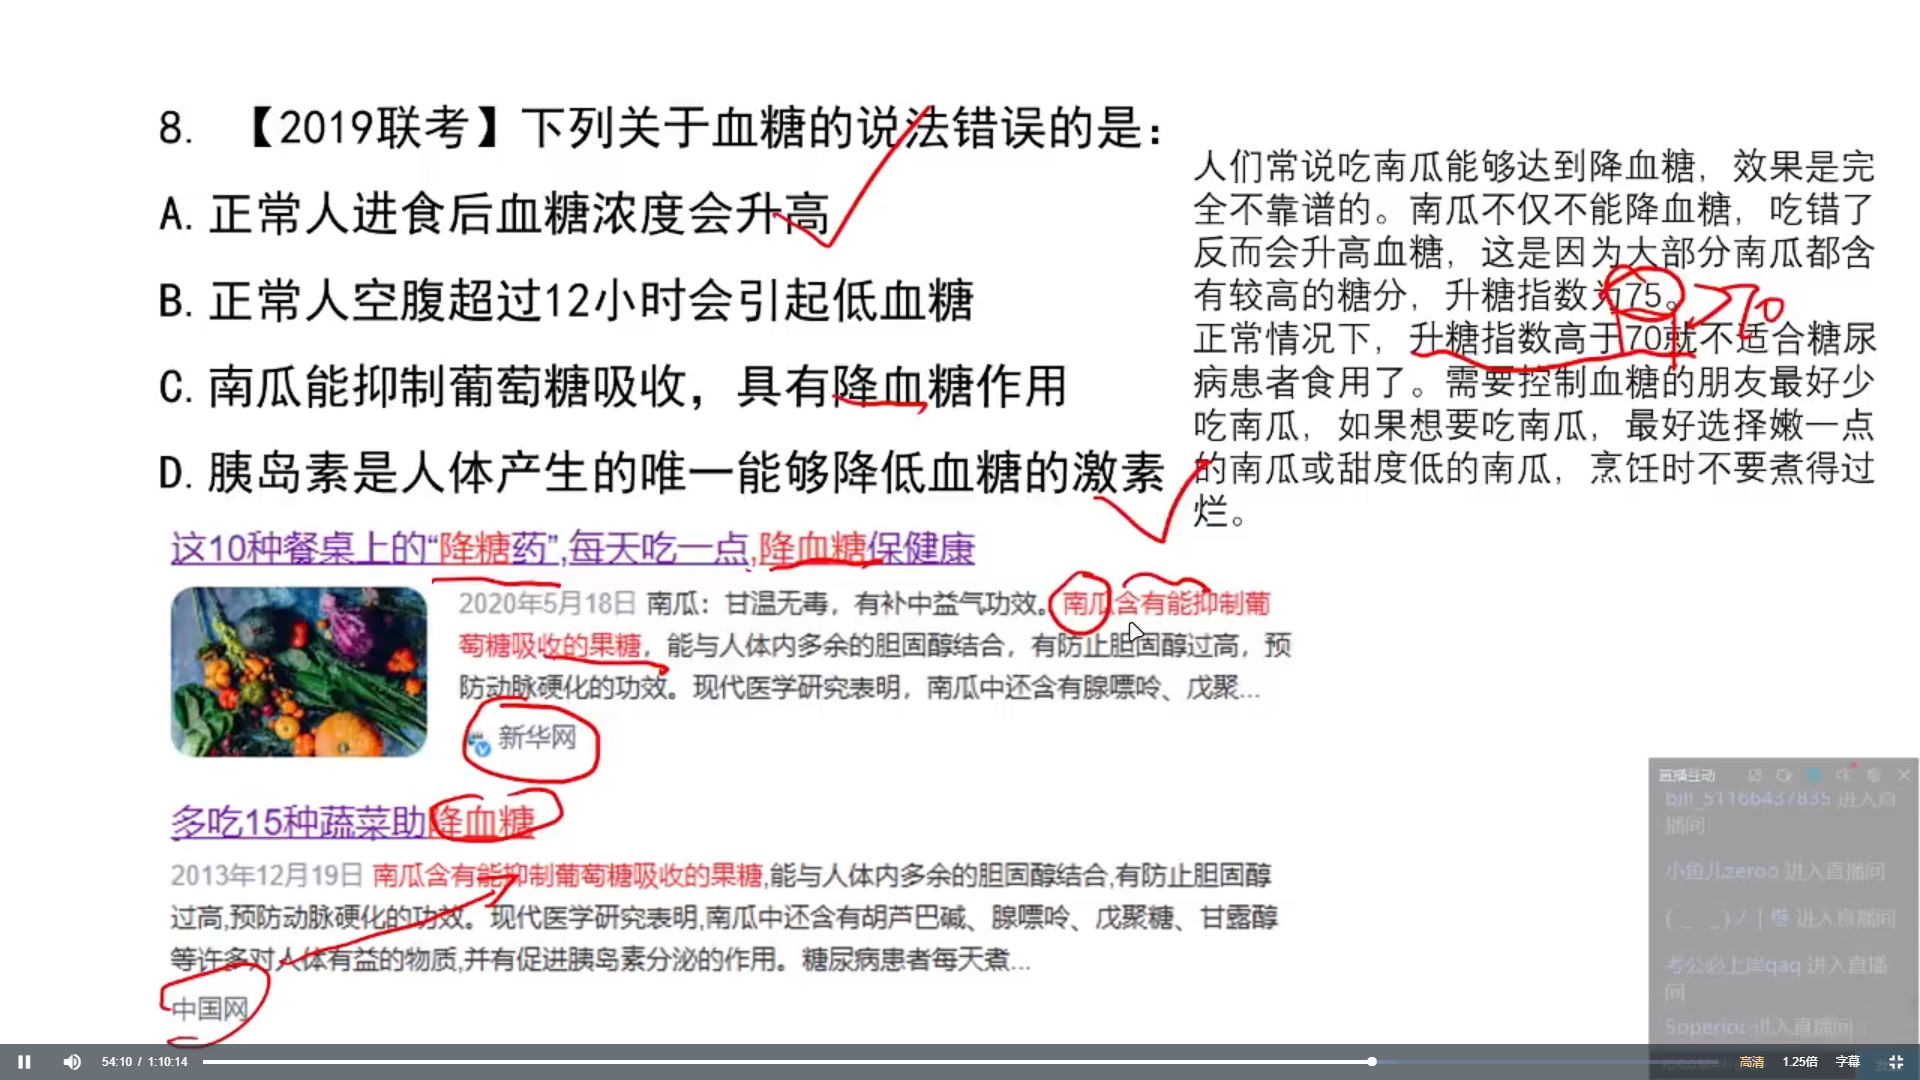 8. 【2019联考】下列关于血糖的说法错误的是：
A. 正常人进食后血糖浓度会升高
B. 正常人空腹超过12小时会引起低血糖
C. 南瓜能抑制葡萄糖吸收，具有降血糖作用
D. 胰岛素是人体产生的唯一能够降低血糖的激素
人们常说吃南瓜能够达到降血糖，效果是完
全不靠谱的。南瓜不仅不能降血糖，吃错了
反而会升高血糖，这是因为大部分南瓜都含
有较高的糖分，升糖指数为75。
70
正常情况下，升糖指数高于70就不适合糖尿
病患者食用了。需要控制血糖的朋友最好少
吃南瓜，如果想要吃南瓜，最好选择嫩一点
的南瓜或甜度低的南瓜，烹饪时不要煮得过
烂。
这10种餐桌上的“降糖药”,每天吃一点,降血糖保健康
2020年5月18日 南瓜：甘温无毒，有补中益气功效。南瓜含有能抑制葡
萄糖吸收的果糖，能与人体内多余的胆固醇结合，有防止胆固醇过高，预
防动脉硬化的功效。现代医学研究表明，南瓜中还含有腺嘌呤、戊聚...
新华网
多吃15种蔬菜助降血糖
2013年12月19日 南瓜含有能抑制葡萄糖吸收的果糖,能与人体内多余的胆固醇结合,有防止胆固醇
过高,预防动脉硬化的功效。现代医学研究表明,南瓜中还含有胡芦巴碱、腺嘌呤、戊聚糖、甘露醇
等许多对人体有益的物质,并有促进胰岛素分泌的作用。糖尿病患者每天煮...
中国网
直播互动
bili_51166437835 进入直
播间
小鱼儿zeroo 进入直播间
( _ _ )ノ｜壁 进入直播间
考公必上岸qaq 进入直播
间
Superior 进入直播间
54:10 / 1:10:14
高清 1.25倍 字幕